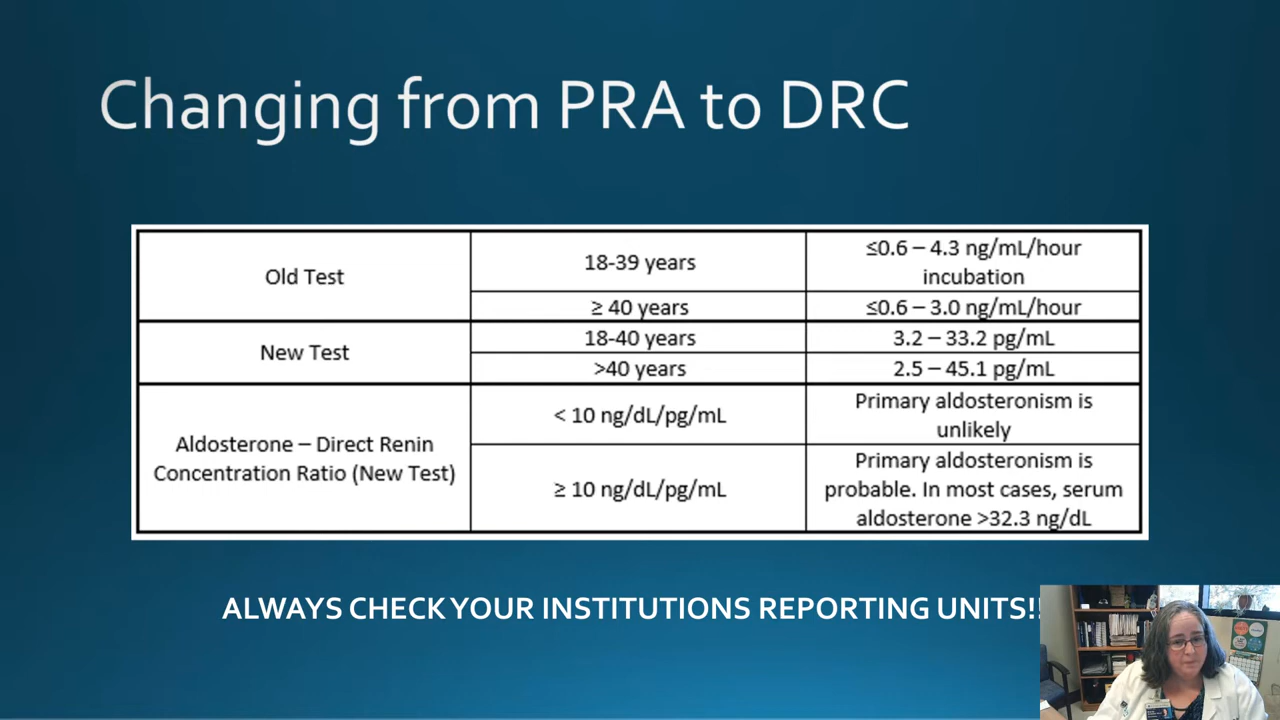 Changing from PRA to DRC
Old Test
18-39 years
≤0.6 – 4.3 ng/mL/hour
incubation
≥ 40 years
≤0.6 – 3.0 ng/mL/hour
New Test
18-40 years
3.2 – 33.2 pg/mL
>40 years
2.5 – 45.1 pg/mL
Aldosterone – Direct Renin
Concentration Ratio (New Test)
< 10 ng/dL/pg/mL
Primary aldosteronism is
unlikely
≥ 10 ng/dL/pg/mL
Primary aldosteronism is
probable. In most cases, serum
aldosterone >32.3 ng/dL
ALWAYS CHECK YOUR INSTITUTIONS REPORTING UNITS!!